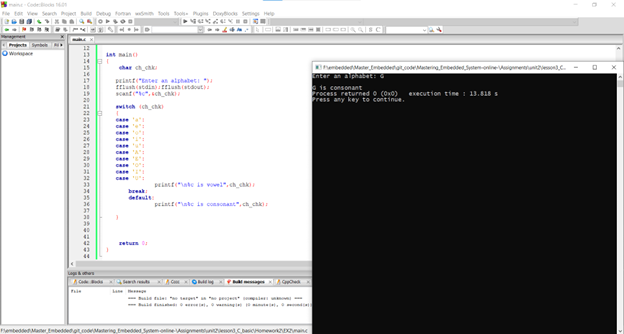 main.c - Code::Blocks 16.01
File Edit View Search Project Build Debug Fortran wxSmith Tools Tools+ Plugins DoxyBlocks Settings Help
Management
Projects Symbols
Workspace
main.c
12
13 int main()
14 {
15 char ch_chk;
16
17 printf("Enter an alphabet: ");
18 fflush(stdin);fflush(stdout);
19 scanf("%c",&ch_chk);
20
21 switch (ch_chk)
22 {
23 case 'a':
24 case 'e':
25 case
26 case 'i':
27 case 'u':
28 case 'A':
29 case 'E':
30 case
31 case 'I':
32 case 'U':
33 printf("\n%c is vowel",ch_chk);
34 break;
35 default:
36 printf("\n%c is consonant",ch_chk);
37
38 }
39
40
41
42 return 0;
43 }
44
F:\embedded\Master_Embedded\git_code\Mastering_Embedded_System-online-\Assignments\unit2\lesson3_C...
Enter an alphabet: G
G is consonant
Process returned 0 (0x0) execution time : 13.818 s
Press any key to continue.
Logs & others
Code::Blocks Search results Cccc Build log Build messages CppCheck
File Line Message
=== Build file: "no target" in "no project" (compiler: unknown) ===
=== Build finished: 0 error(s), 0 warning(s) (0 minute(s), 0 second(s)
F:\embedded\Master_Embedded\git_code\Mastering_Embedded_System-online-\Assignments\unit2\lesson3_C_basic\Homework2\EX2\main.c